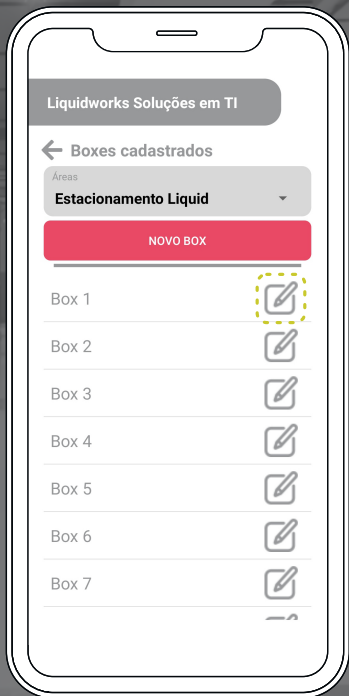 Liquidworks Soluções em TI
Boxes cadastrados
Áreas
Estacionamento Liquid
NOVO BOX
Box 1
Box 2
Box 3
Box 4
Box 5
Box 6
Box 7